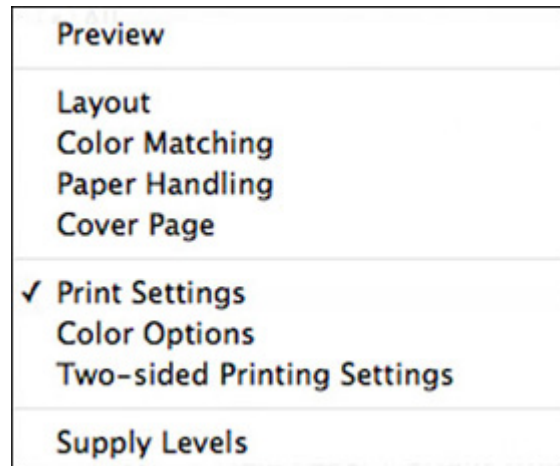 Preview
Layout
Color Matching
Paper Handling
Cover Page
✓ Print Settings
Color Options
Two-sided Printing Settings
Supply Levels